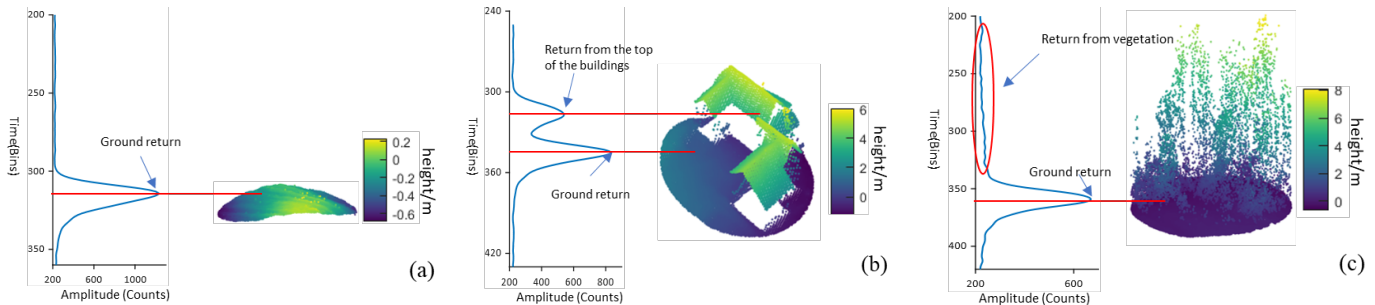 200
250
300
350
Time(Bins)
Ground return
200
600
1000
Amplitude (Counts)
0.2
0
-0.2
-0.4
-0.6
height/m
(a)
240
300
360
420
Time(Bins)
Return from the top
of the buildings
Ground return
200
400
600
800
Amplitude (Counts)
6
4
2
0
height/m
(b)
200
250
300
350
400
Time(Bins)
Return from vegetation
Ground return
200
600
Amplitude (Counts)
8
6
4
2
0
height/m
(c)